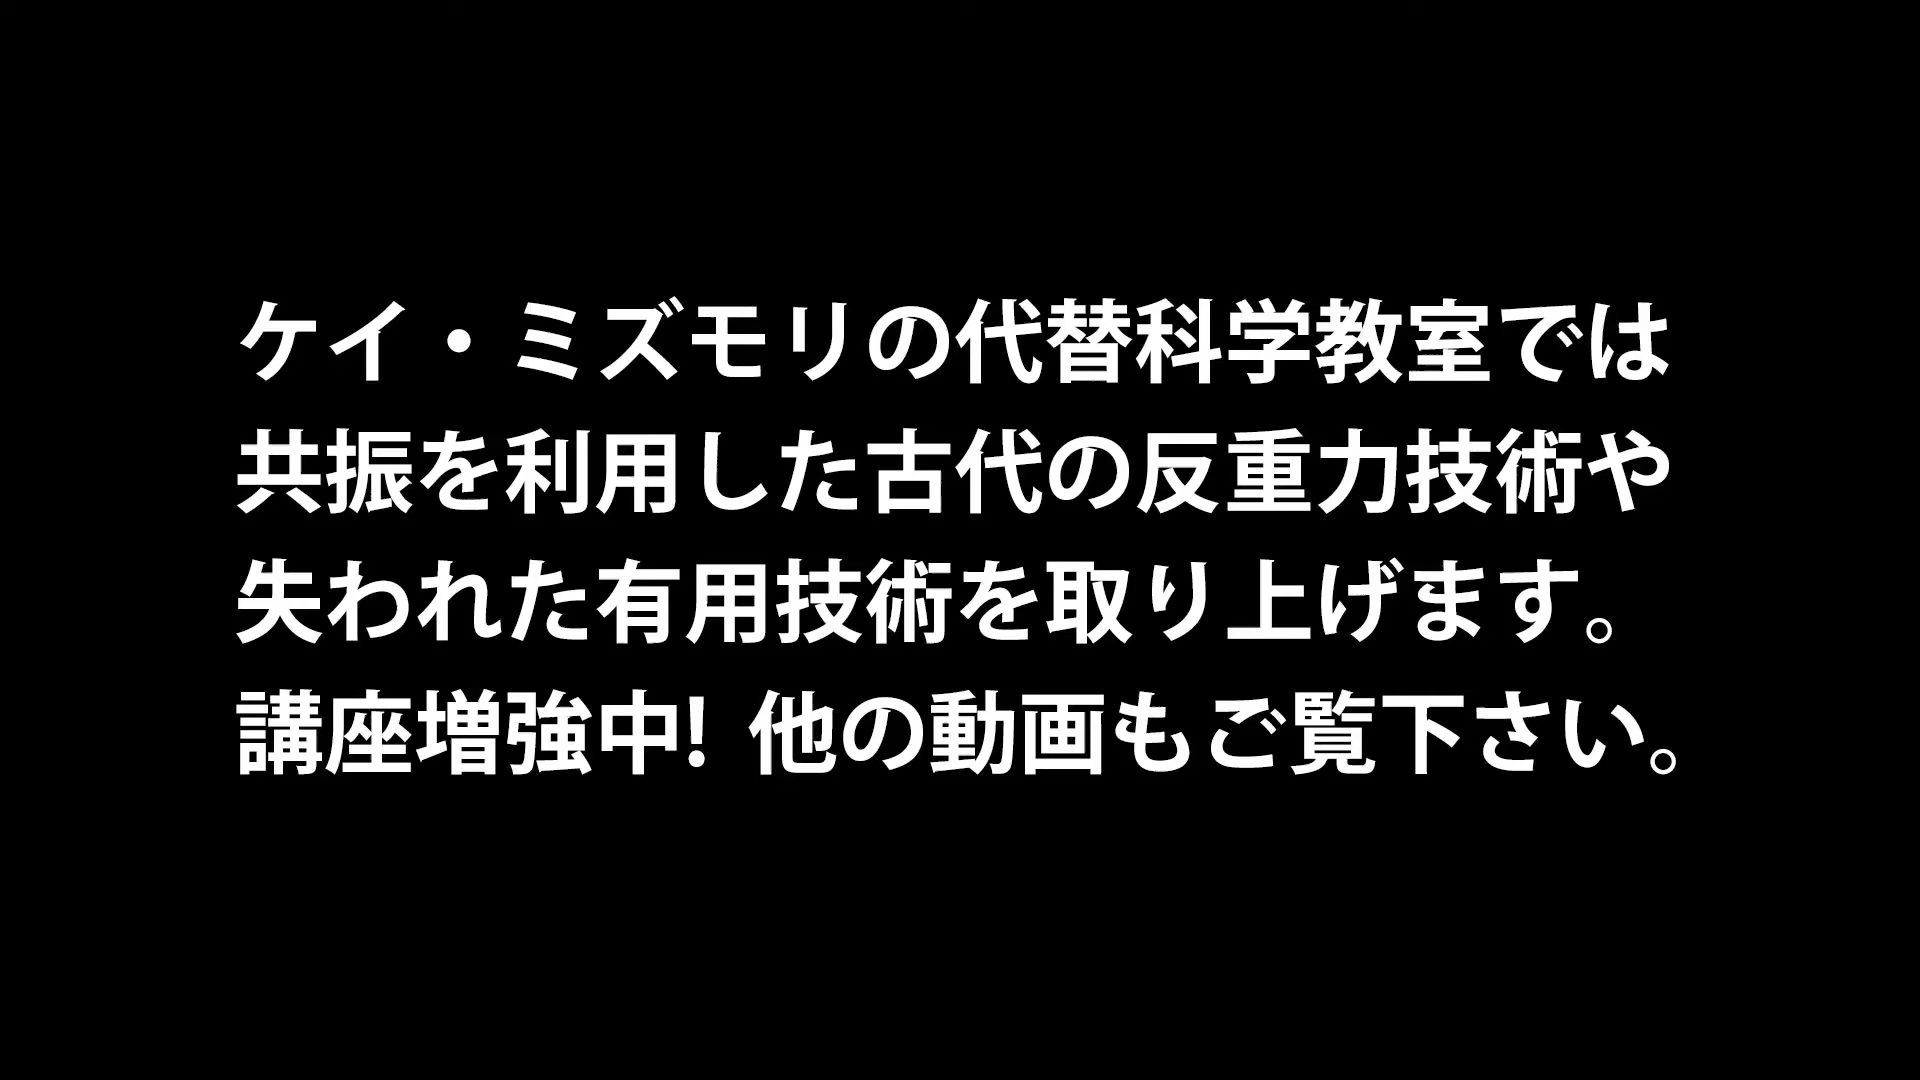 ケイ・ミズモリの代替科学教室では
共振を利用した古代の反重力技術や
失われた有用技術を取り上げます。
講座増強中! 他の動画もご覧下さい。